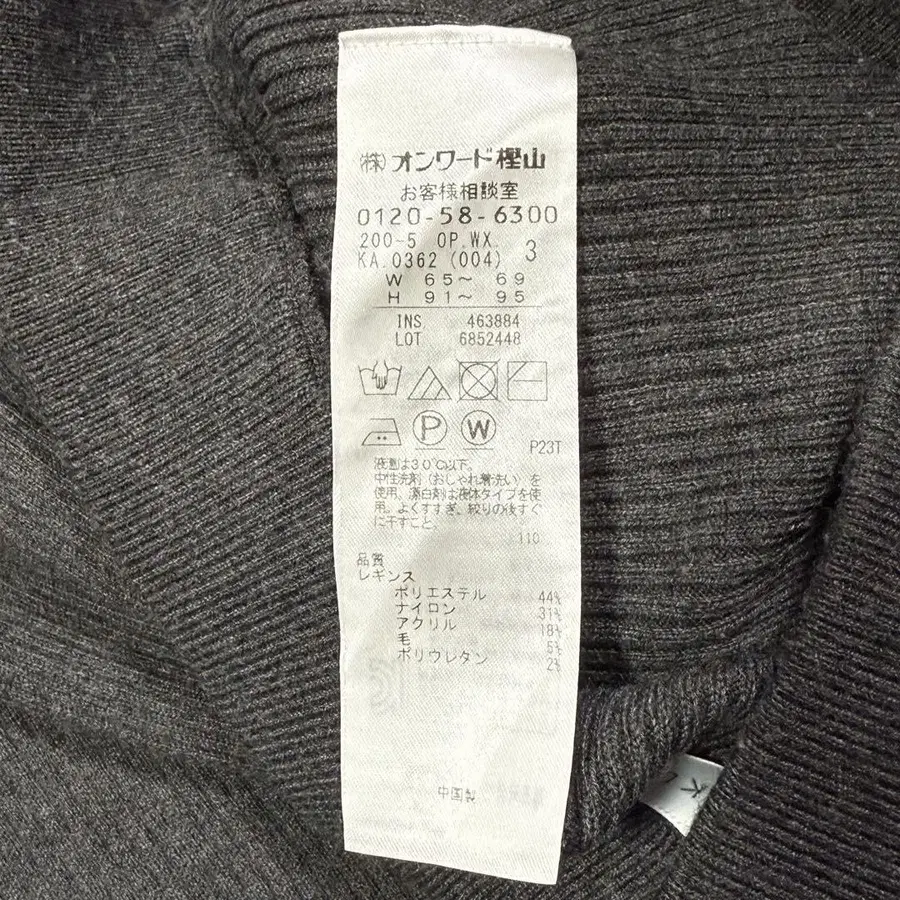 (株)オンワード樫山
お客様相談室
0120-58-6300
200-5 OP.WX. 3
KA.0362 (004)
W 65〜 69
H 91〜 95
INS. 463884
LOT 6852448
P W
P23T
液温は30℃以下。
中性洗剤（おしゃれ着洗い）を
使用。漂白剤は液体タイプを使
用。よくすすぎ、絞りの後すぐ
に干すこと。
110
品質
レギンス
ポリエステル 44%
ナイロン 31%
アクリル 18%
毛 5%
ポリウレタン 2%
中国製